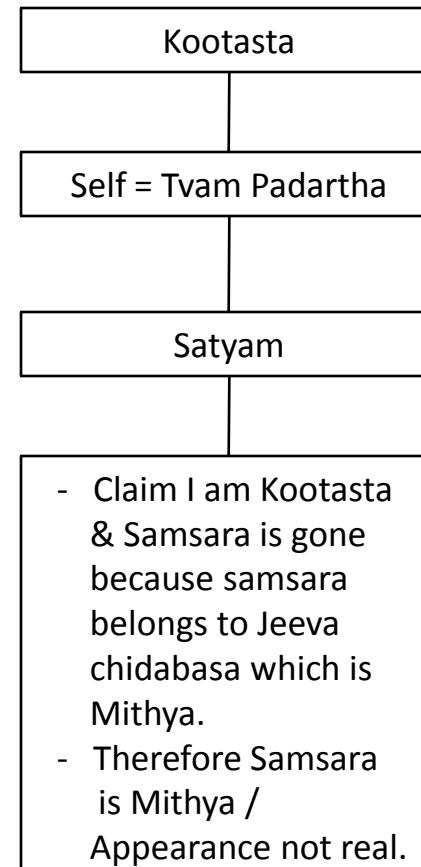 Kootasta
Self = Tvam Padartha
Satyam
- Claim I am Kootasta
& Samsara is gone
because samsara
belongs to Jeeva
chidabasa which is
Mithya.
- Therefore Samsara
is Mithya /
Appearance not real.